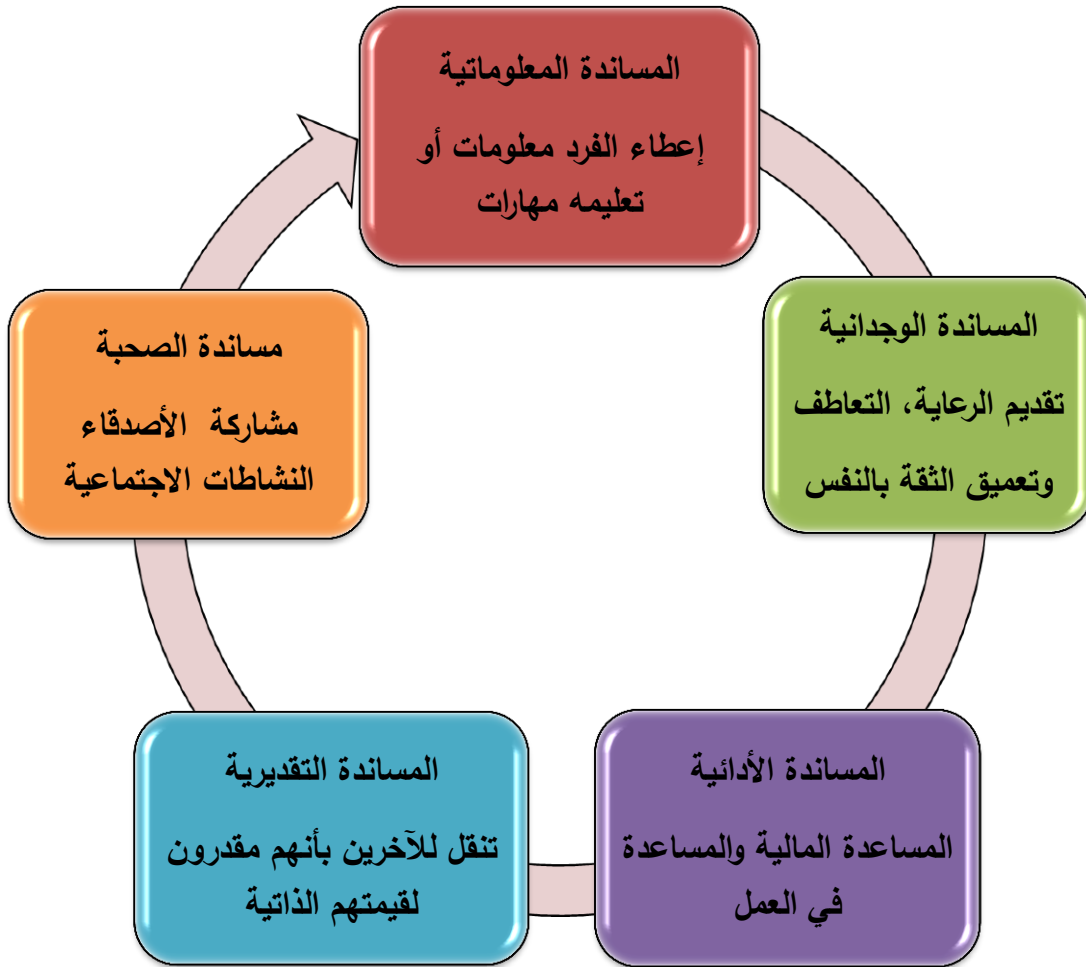 المساندة المعلوماتية
إعطاء الفرد معلومات أو
تعليمه مهارات
المساندة الوجدانية
تقديم الرعاية، التعاطف
وتعميق الثقة بالنفس
المساندة الأدائية
المساعدة المالية والمساعدة
في العمل
المساندة التقديرية
تنقل للآخرين بأنهم مقدرون
لقيمتهم الذاتية
مساندة الصحبة
مشاركة الأصدقاء
النشاطات الاجتماعية